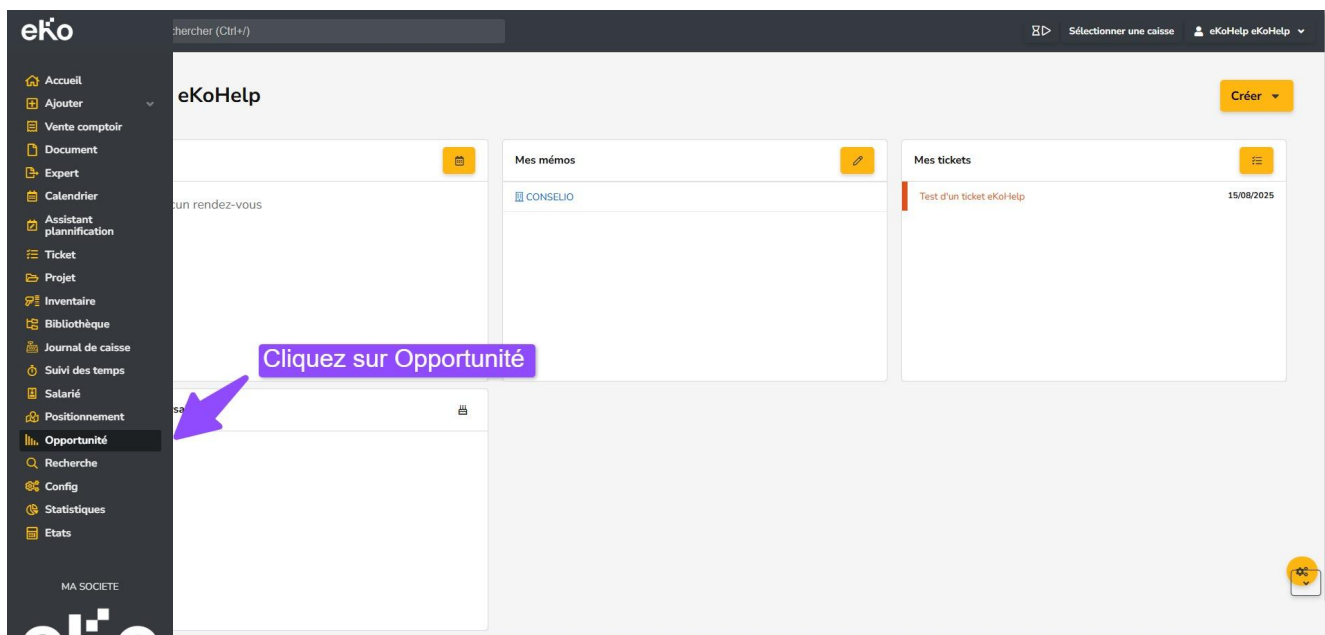 eko
hercher (Ctrl+/)
Sélectionner une caisse
eKoHelp eKoHelp
Accueil
Ajouter
Vente comptoir
Document
Expert
Calendrier
Assistant
plannification
Ticket
Projet
Inventaire
Bibliothèque
Journal de caisse
Suivi des temps
Salarié
Positionnement
Opportunité
Recherche
Config
Statistiques
Etats
MA SOCIETE
eKoHelp
Créer
cun rendez-vous
Mes mémos
CONSELIO
Mes tickets
Test d'un ticket eKoHelp
15/08/2025
Cliquez sur Opportunité